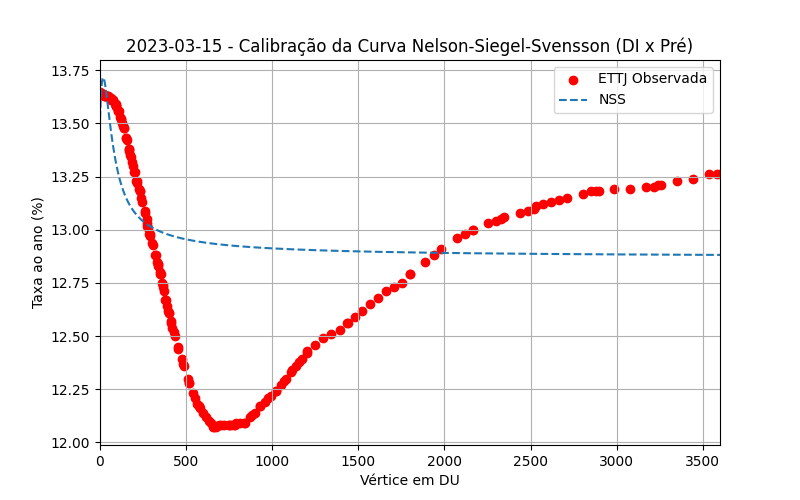 2023-03-15 - Calibração da Curva Nelson-Siegel-Svensson (DI x Pré)
ETTJ Observada
NSS
Taxa ao ano (%)
13.75
13.50
13.25
13.00
12.75
12.50
12.25
12.00
0 500 1000 1500 2000 2500 3000 3500
Vértice em DU